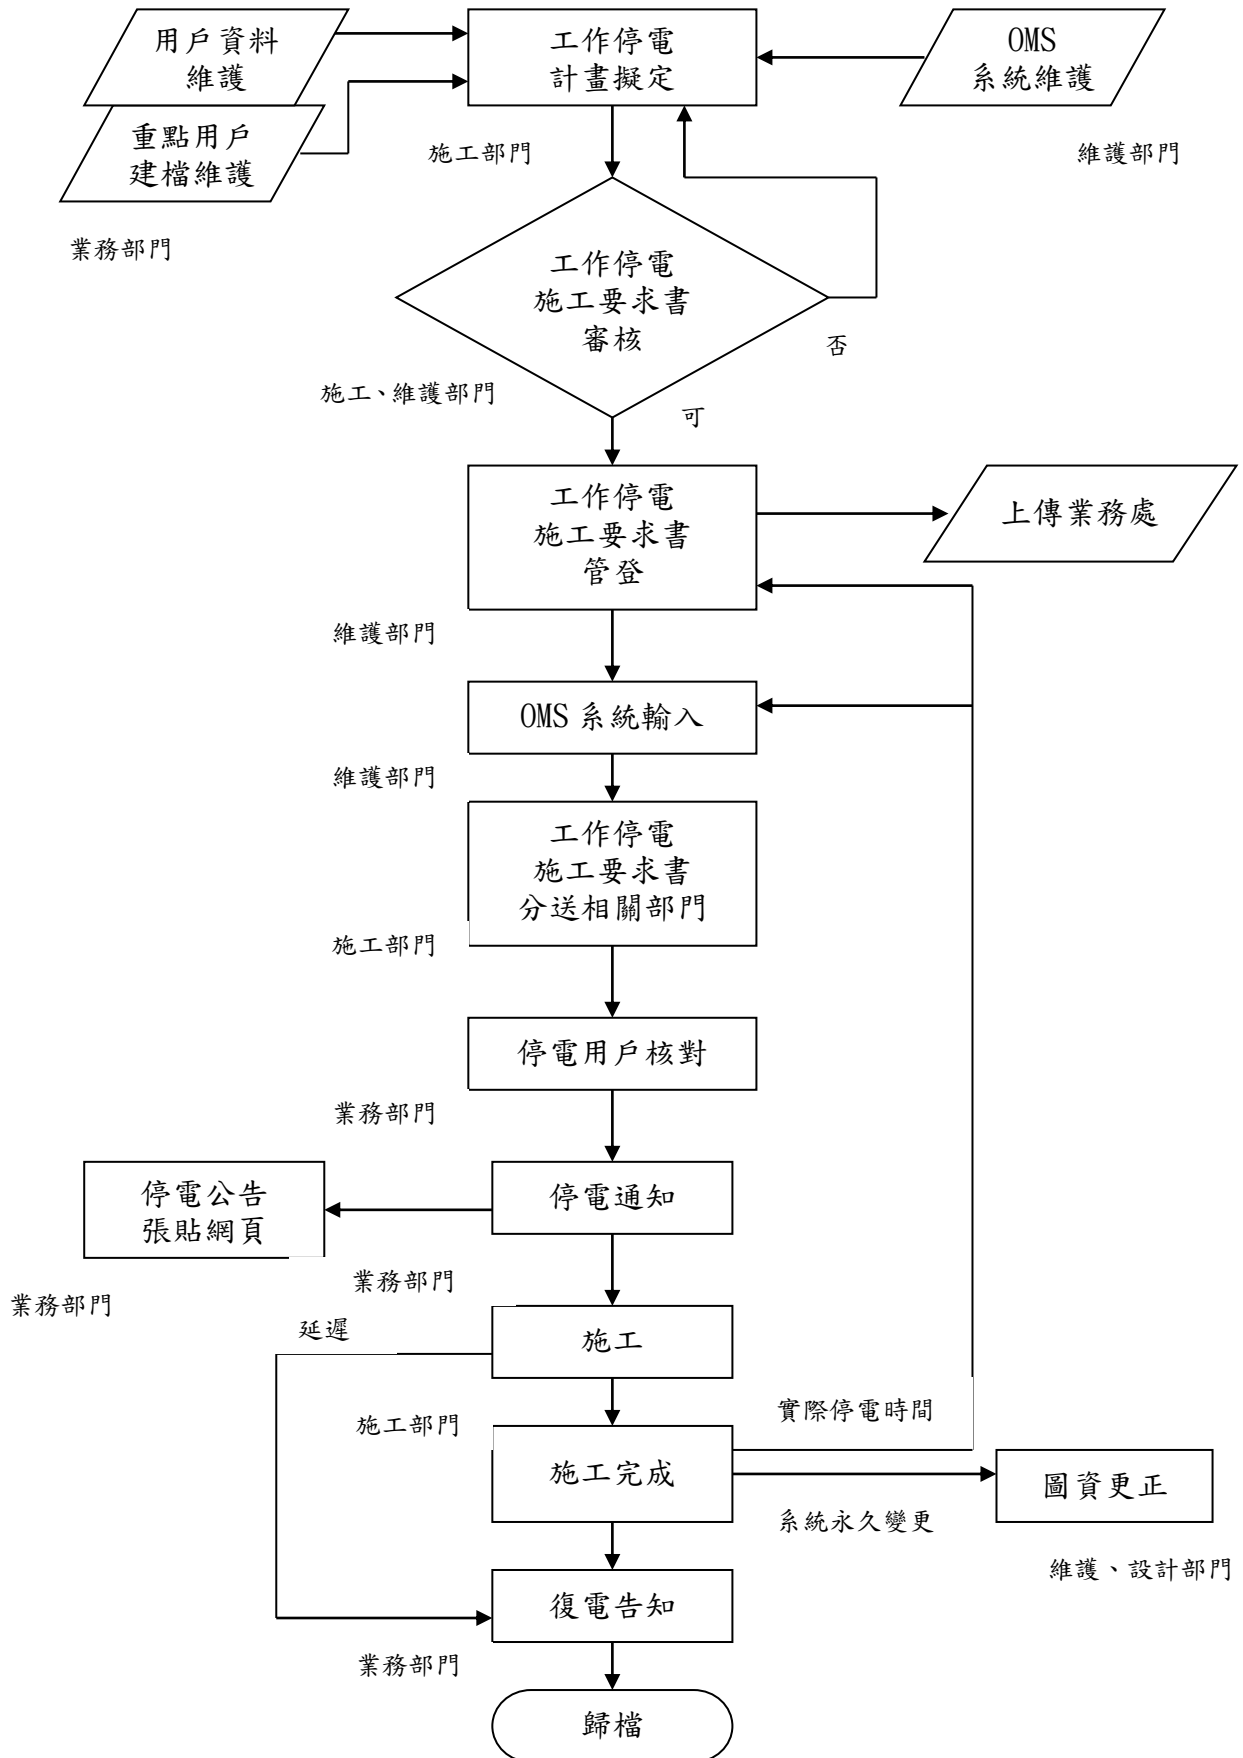 用戶資料
維護
工作停電
計畫擬定
OMS
系統維護
重點用戶
建檔維護
施工部門
維護部門
業務部門
工作停電
施工要求書
審核
否
施工、維護部門
可
工作停電
施工要求書
管登
上傳業務處
維護部門
OMS 系統輸入
維護部門
工作停電
施工要求書
分送相關部門
施工部門
停電用戶核對
業務部門
停電公告
張貼網頁
停電通知
業務部門
業務部門
延遲
施工
施工部門
實際停電時間
施工完成
圖資更正
系統永久變更
維護、設計部門
復電告知
業務部門
歸檔